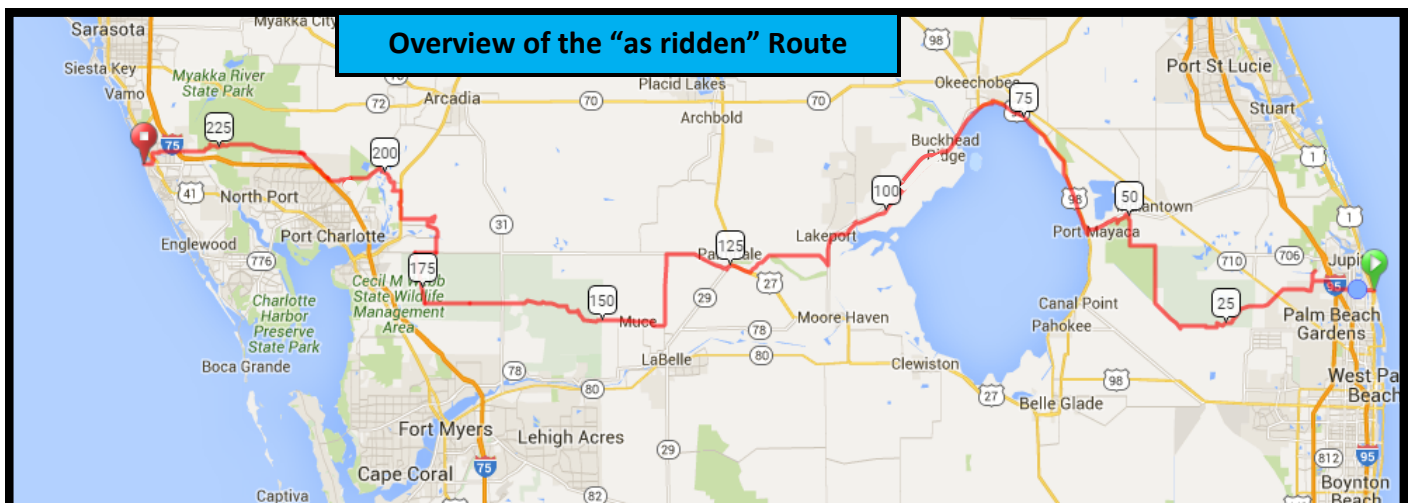 Overview of the “as ridden” Route
Sarasota
Myakka City
Siesta Key
Vamo
Myakka River
State Park
72
Arcadia
70
Placid Lakes
Archbold
70
98
Okeechobee
75
Port St Lucie
Stuart
1
75
225
200
Buckhead
Ridge
41
North Port
100
98
50
1
Englewood
Port Charlotte
31
Lakeport
Port Mayaca
776
125
710
706
175
Cecil M Webb
State Wildlife
Management
Area
29
27
25
95
Charlotte
Harbor
Preserve
State Park
150
Muce
Moore Haven
Canal Point
Pahokee
Palm Beach
Gardens
78
Boca Grande
LaBelle
80
Clewiston
78
80
27
98
Belle Glade
West Pa
Beach
Fort Myers
Lehigh Acres
29
75
Cape Coral
812
95
Captiva
82
Boynton
Beach